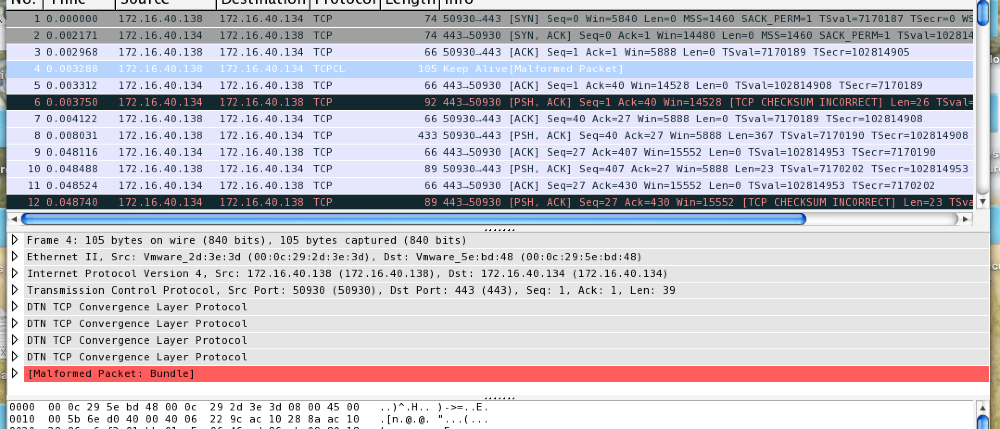 No. Time Source Destination Protocol Length Info
1 0.000000 172.16.40.138 172.16.40.134 TCP 74 50930→443 [SYN] Seq=0 Win=5840 Len=0 MSS=1460 SACK_PERM=1 TSval=7170187 TSecr=0 WS
2 0.002171 172.16.40.134 172.16.40.138 TCP 74 443→50930 [SYN, ACK] Seq=0 Ack=1 Win=14480 Len=0 MSS=1460 SACK_PERM=1 TSval=102814
3 0.002968 172.16.40.138 172.16.40.134 TCP 66 50930→443 [ACK] Seq=1 Ack=1 Win=5888 Len=0 TSval=7170189 TSecr=102814905
4 0.003288 172.16.40.138 172.16.40.134 TCPCL 105 Keep Alive[Malformed Packet]
5 0.003312 172.16.40.134 172.16.40.138 TCP 66 443→50930 [ACK] Seq=1 Ack=40 Win=14528 Len=0 TSval=102814908 TSecr=7170189
6 0.003750 172.16.40.134 172.16.40.138 TCP 92 443→50930 [PSH, ACK] Seq=1 Ack=40 Win=14528 [TCP CHECKSUM INCORRECT] Len=26 TSval=
7 0.004122 172.16.40.138 172.16.40.134 TCP 66 50930→443 [ACK] Seq=40 Ack=27 Win=5888 Len=0 TSval=7170189 TSecr=102814908
8 0.008031 172.16.40.138 172.16.40.134 TCP 433 50930→443 [PSH, ACK] Seq=40 Ack=27 Win=5888 Len=367 TSval=7170190 TSecr=102814908
9 0.048116 172.16.40.134 172.16.40.138 TCP 66 443→50930 [ACK] Seq=27 Ack=407 Win=15552 Len=0 TSval=102814953 TSecr=7170190
10 0.048488 172.16.40.138 172.16.40.134 TCP 89 50930→443 [PSH, ACK] Seq=407 Ack=27 Win=5888 Len=23 TSval=7170202 TSecr=102814953
11 0.048524 172.16.40.134 172.16.40.138 TCP 66 443→50930 [ACK] Seq=27 Ack=430 Win=15552 Len=0 TSval=102814953 TSecr=7170202
12 0.048740 172.16.40.134 172.16.40.138 TCP 89 443→50930 [PSH, ACK] Seq=27 Ack=430 Win=15552 [TCP CHECKSUM INCORRECT] Len=23 TSva
Frame 4: 105 bytes on wire (840 bits), 105 bytes captured (840 bits)
Ethernet II, Src: Vmware_2d:3e:3d (00:0c:29:2d:3e:3d), Dst: Vmware_5e:bd:48 (00:0c:29:5e:bd:48)
Internet Protocol Version 4, Src: 172.16.40.138 (172.16.40.138), Dst: 172.16.40.134 (172.16.40.134)
Transmission Control Protocol, Src Port: 50930 (50930), Dst Port: 443 (443), Seq: 1, Ack: 1, Len: 39
DTN TCP Convergence Layer Protocol
DTN TCP Convergence Layer Protocol
DTN TCP Convergence Layer Protocol
DTN TCP Convergence Layer Protocol
[Malformed Packet: Bundle]
0000 00 0c 29 5e bd 48 00 0c 29 2d 3e 3d 08 00 45 00 ..)^.H.. )->=..E.
0010 00 5b 6e d0 40 00 40 06 22 9c ac 10 28 8a ac 10 .[n.@.@. "...(...